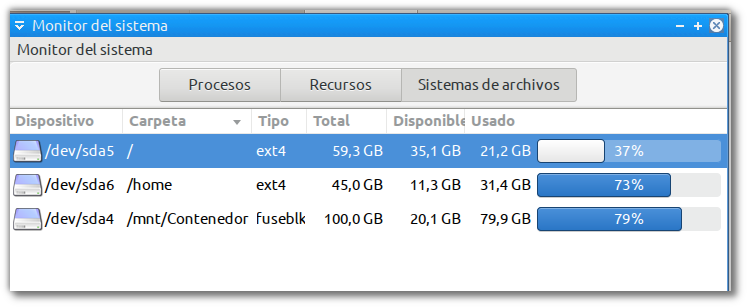 Monitor del sistema
Monitor del sistema
Procesos Recursos Sistemas de archivos
Dispositivo Carpeta Tipo Total Disponible Usado
/dev/sda5 / ext4 59,3 GB 35,1 GB 21,2 GB 37%
/dev/sda6 /home ext4 45,0 GB 11,3 GB 31,4 GB 73%
/dev/sda4 /mnt/Contenedor fuseblk 100,0 GB 20,1 GB 79,9 GB 79%